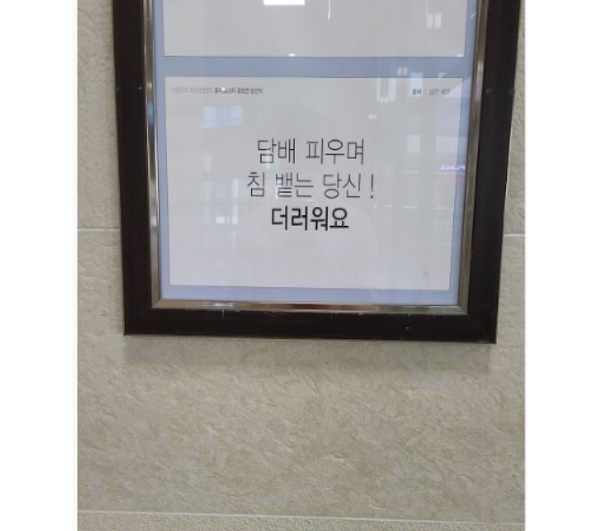 담배 피우며
침 뱉는 당신!
더러워요